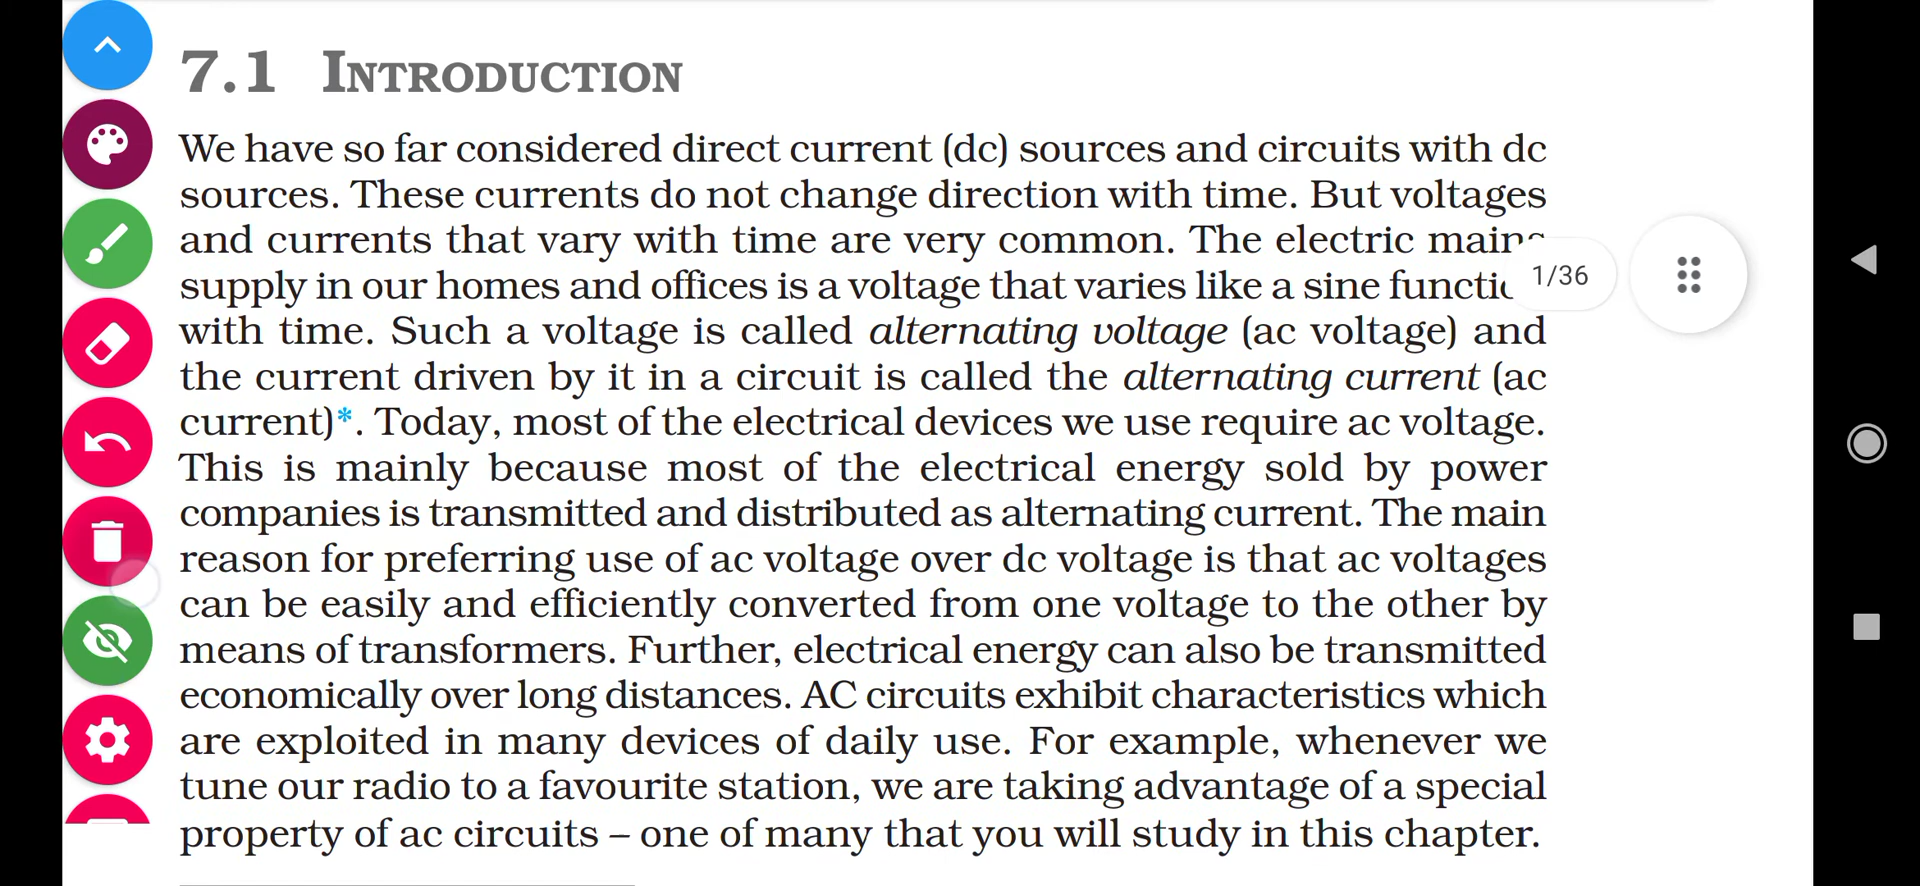 7.1 INTRODUCTION
We have so far considered direct current (dc) sources and circuits with dc
sources. These currents do not change direction with time. But voltages
and currents that vary with time are very common. The electric mains
supply in our homes and offices is a voltage that varies like a sine functio
1/36
with time. Such a voltage is called alternating voltage (ac voltage) and
the current driven by it in a circuit is called the alternating current (ac
current)*. Today, most of the electrical devices we use require ac voltage.
This is mainly because most of the electrical energy sold by power
companies is transmitted and distributed as alternating current. The main
reason for preferring use of ac voltage over dc voltage is that ac voltages
can be easily and efficiently converted from one voltage to the other by
means of transformers. Further, electrical energy can also be transmitted
economically over long distances. AC circuits exhibit characteristics which
are exploited in many devices of daily use. For example, whenever we
tune our radio to a favourite station, we are taking advantage of a special
property of ac circuits – one of many that you will study in this chapter.